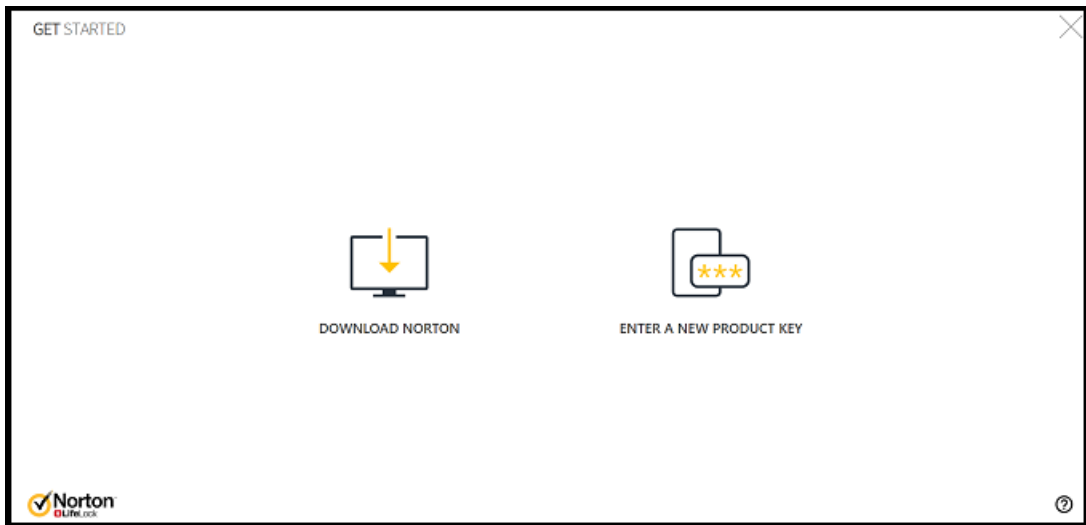 GET STARTED
***
DOWNLOAD NORTON
ENTER A NEW PRODUCT KEY
Norton
LifeLock
?